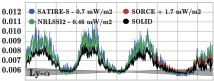 0.012
0.011
0.010
0.009
0.008
0.007
0.006
SATIRE-S - 0.7 mW/m2
NRLSSI2 - 0.46 mW/m2
SORCE + 1.7 mW/m2
SOLID
Ly-α